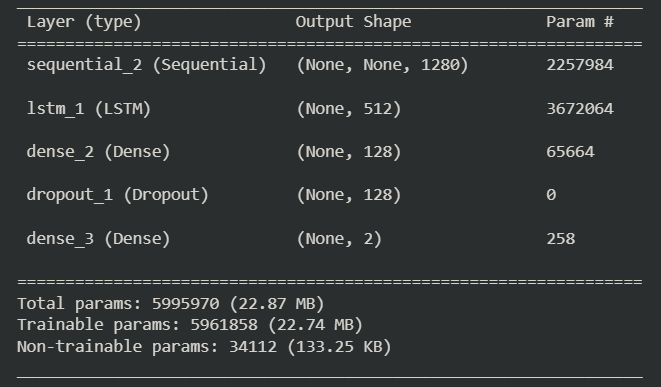 Layer (type) Output Shape Param #
sequential_2 (Sequential) (None, None, 1280) 2257984
lstm_1 (LSTM) (None, 512) 3672064
dense_2 (Dense) (None, 128) 65664
dropout_1 (Dropout) (None, 128) 0
dense_3 (Dense) (None, 2) 258
Total params: 5995970 (22.87 MB)
Trainable params: 5961858 (22.74 MB)
Non-trainable params: 34112 (133.25 KB)